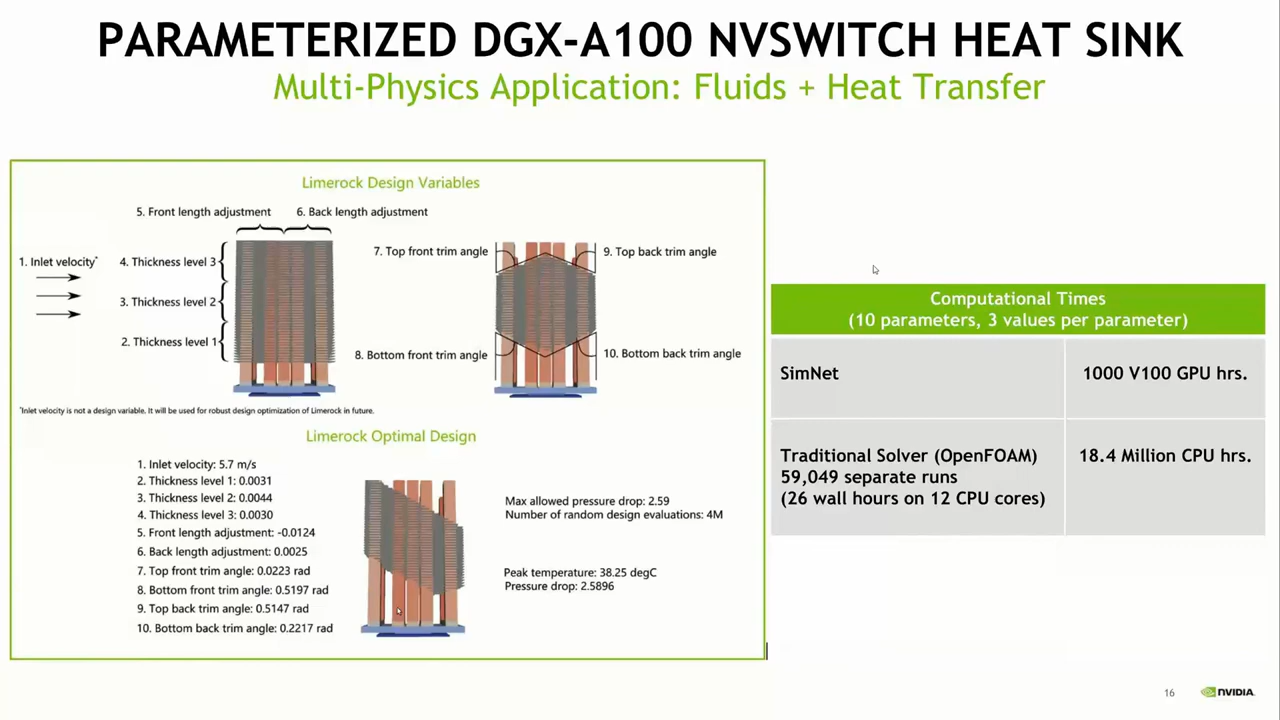 PARAMETERIZED DGX-A100 NVSWITCH HEAT SINK
Multi-Physics Application: Fluids + Heat Transfer
Limerock Design Variables
5. Front length adjustment
6. Back length adjustment
1. Inlet velocity*
4. Thickness level 3
3. Thickness level 2
2. Thickness level 1
7. Top front trim angle
9. Top back trim angle
8. Bottom front trim angle
10. Bottom back trim angle
*Inlet velocity is not a design variable. It will be used for robust design optimization of Limerock in future.
Limerock Optimal Design
1. Inlet velocity: 5.7 m/s
2. Thickness level 1: 0.0031
3. Thickness level 2: 0.0044
4. Thickness level 3: 0.0030
5. Front length adjustment: -0.0124
6. Back length adjustment: 0.0025
7. Top front trim angle: 0.0223 rad
8. Bottom front trim angle: 0.5197 rad
9. Top back trim angle: 0.5147 rad
10. Bottom back trim angle: 0.2217 rad
Max allowed pressure drop: 2.59
Number of random design evaluations: 4M
Peak temperature: 38.25 degC
Pressure drop: 2.5896
Computational Times
(10 parameters, 3 values per parameter)
SimNet
1000 V100 GPU hrs.
Traditional Solver (OpenFOAM)
59,049 separate runs
(26 wall hours on 12 CPU cores)
18.4 Million CPU hrs.
16
NVIDIA.